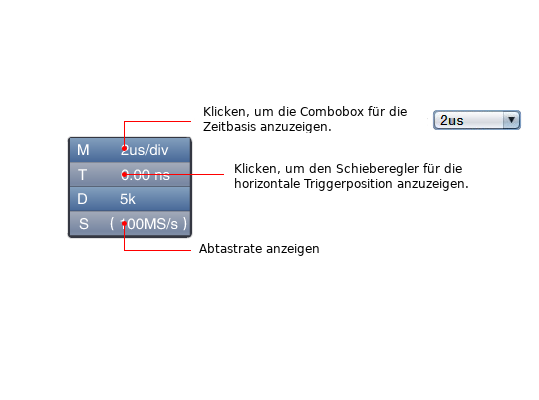 Klicken, um die Combobox für die
Zeitbasis anzuzeigen.
2us
M 2us/div
T 0.00 ns
D 5k
S ( 100MS/s )
Klicken, um den Schieberegler für die
horizontale Triggerposition anzuzeigen.
Abtastrate anzeigen